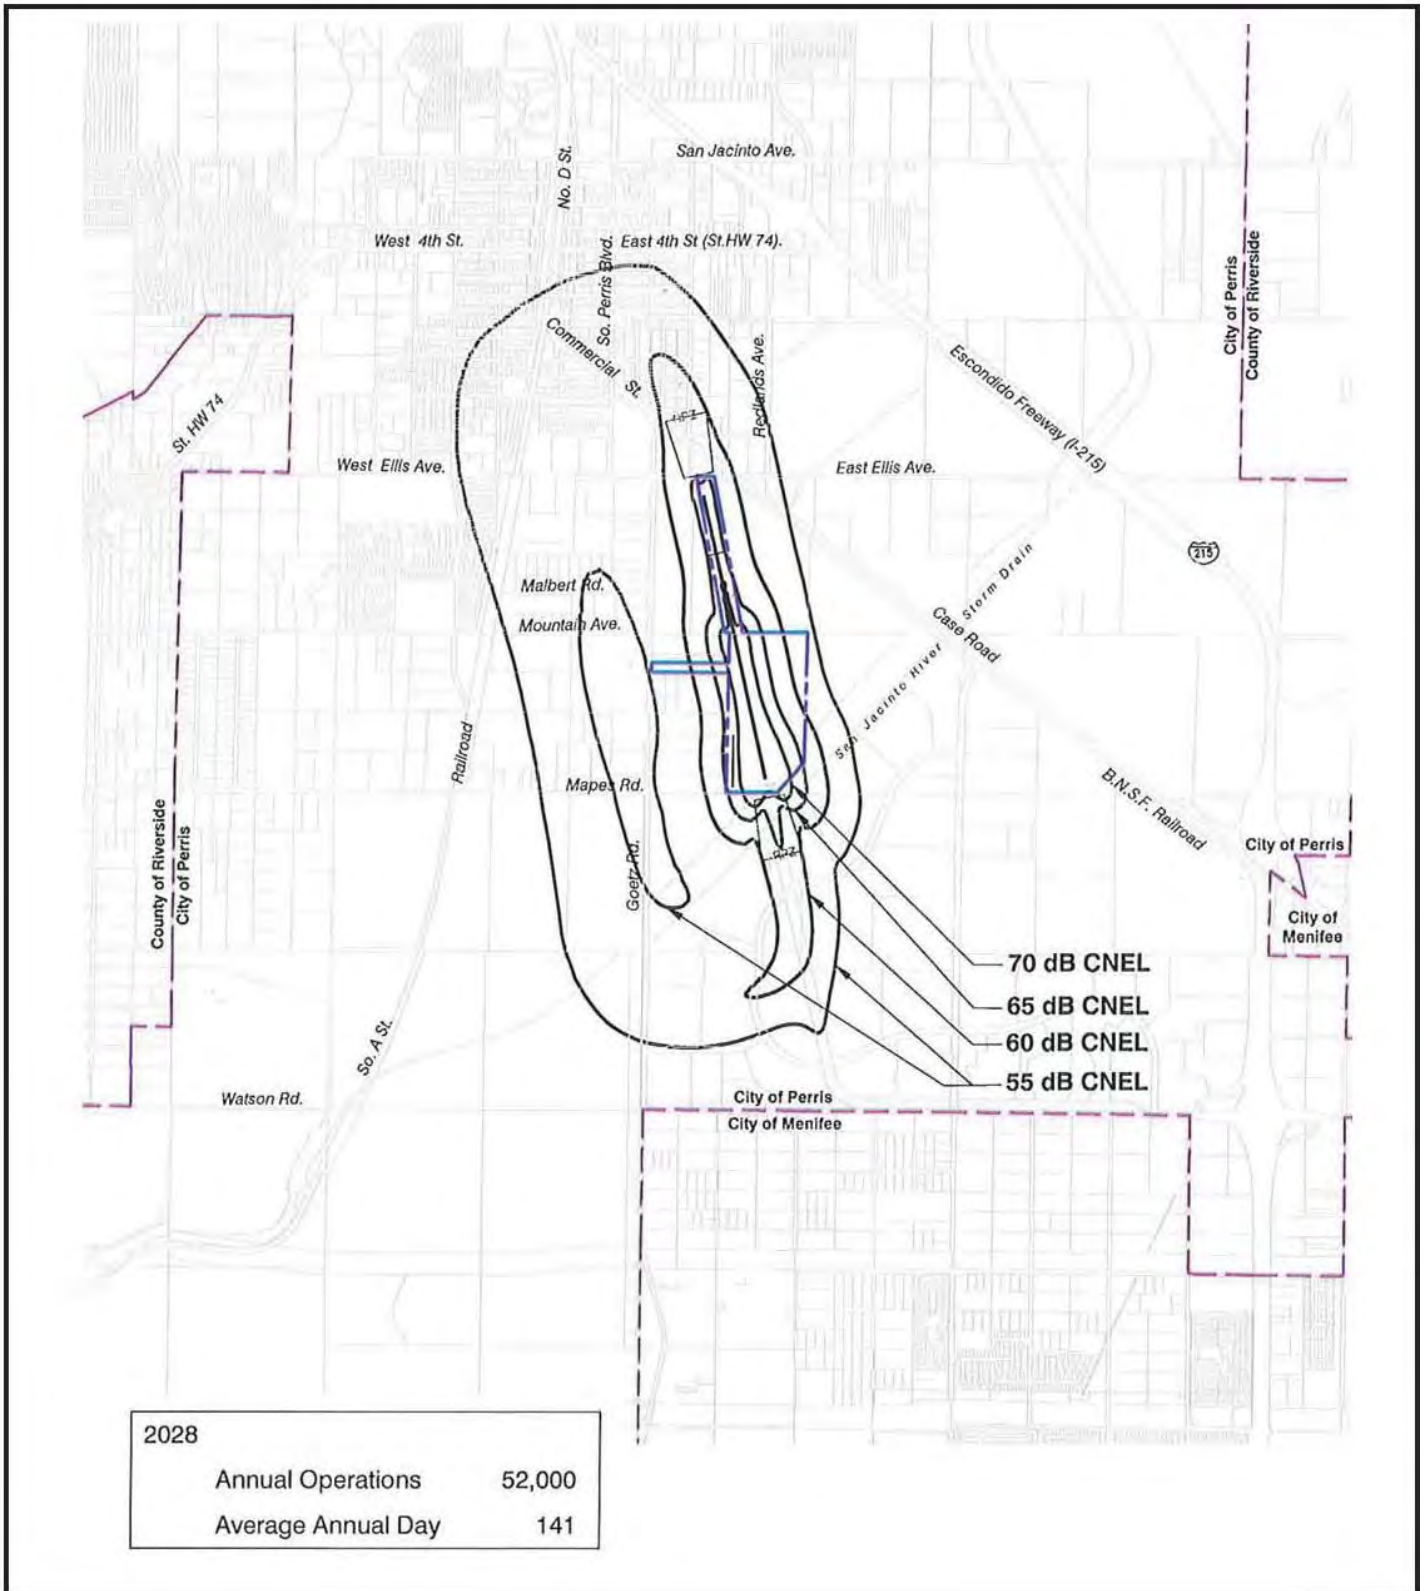 San Jacinto Ave.
No. D St.
West 4th St.
East 4th St (St.HW 74).
So. Perris Blvd.
Commercial St.
Redlands Ave.
City of Perris
County of Riverside
Escondido Freeway (I-215)
St. HW 74
West Ellis Ave.
East Ellis Ave.
215
Malbert Rd.
Mountain Ave.
Case Road
San Jacinto River Storm Drain
Railroad
Mapes Rd.
B.N.S.F. Railroad
Goetz Rd.
County of Riverside
City of Perris
City of Perris
City of
Menifee
70 dB CNEL
65 dB CNEL
60 dB CNEL
55 dB CNEL
So. A St.
Watson Rd.
City of Perris
City of Menifee
2028
Annual Operations 52,000
Average Annual Day 141